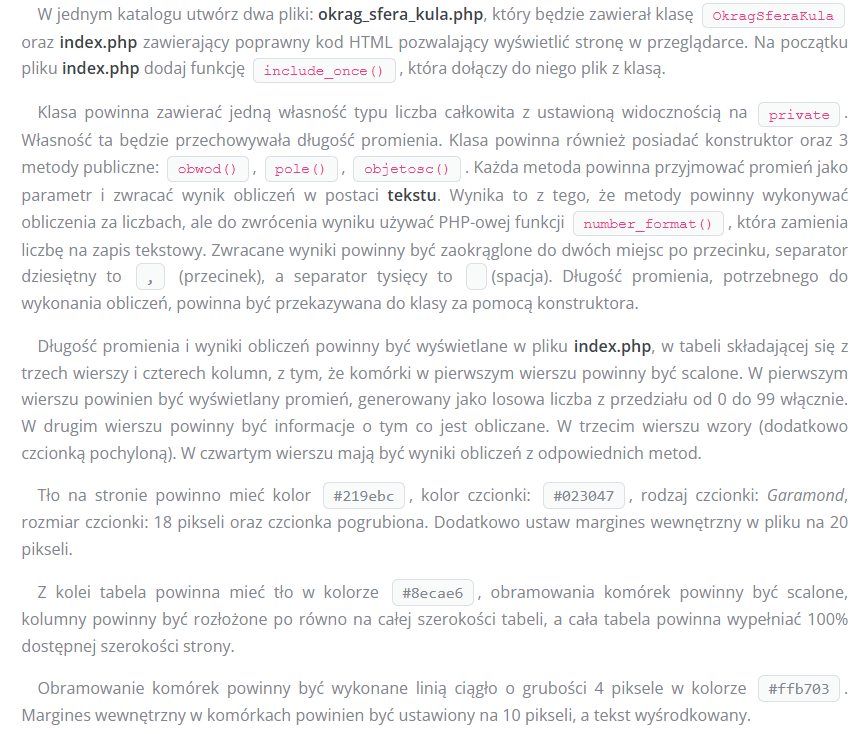 W jednym katalogu utwórz dwa pliki: okrag_sfera_kula.php, który będzie zawierał klasę OkragSferaKula
oraz index.php zawierający poprawny kod HTML pozwalający wyświetlić stronę w przeglądarce. Na początku
pliku index.php dodaj funkcję include_once() , która dołączy do niego plik z klasą.
Klasa powinna zawierać jedną własność typu liczba całkowita z ustawioną widocznością na private .
Własność ta będzie przechowywała długość promienia. Klasa powinna również posiadać konstruktor oraz 3
metody publiczne: obwod() , pole() , objetosc() . Każda metoda powinna przyjmować promień jako
parametr i zwracać wynik obliczeń w postaci tekstu. Wynika to z tego, że metody powinny wykonywać
obliczenia za liczbach, ale do zwrócenia wyniku używać PHP-owej funkcji number_format() , która zamienia
liczbę na zapis tekstowy. Zwracane wyniki powinny być zaokrąglone do dwóch miejsc po przecinku, separator
dziesiętny to , (przecinek), a separator tysięcy to (spacja). Długość promienia, potrzebnego do
wykonania obliczeń, powinna być przekazywana do klasy za pomocą konstruktora.
Długość promienia i wyniki obliczeń powinny być wyświetlane w pliku index.php, w tabeli składającej się z
trzech wierszy i czterech kolumn, z tym, że komórki w pierwszym wierszu powinny być scalone. W pierwszym
wierszu powinien być wyświetlany promień, generowany jako losowa liczba z przedziału od 0 do 99 włącznie.
W drugim wierszu powinny być informacje o tym co jest obliczane. W trzecim wierszu wzory (dodatkowo
czcionką pochyloną). W czwartym wierszu mają być wyniki obliczeń z odpowiednich metod.
Tło na stronie powinno mieć kolor #219ebc , kolor czcionki: #023047 , rodzaj czcionki: Garamond,
rozmiar czcionki: 18 pikseli oraz czcionka pogrubiona. Dodatkowo ustaw margines wewnętrzny w pliku na 20
pikseli.
Z kolei tabela powinna mieć tło w kolorze #8ecae6 , obramowania komórek powinny być scalone,
kolumny powinny być rozłożone po równo na całej szerokości tabeli, a cała tabela powinna wypełniać 100%
dostępnej szerokości strony.
Obramowanie komórek powinny być wykonane linią ciągło o grubości 4 piksele w kolorze #ffb703 .
Margines wewnętrzny w komórkach powinien być ustawiony na 10 pikseli, a tekst wyśrodkowany.